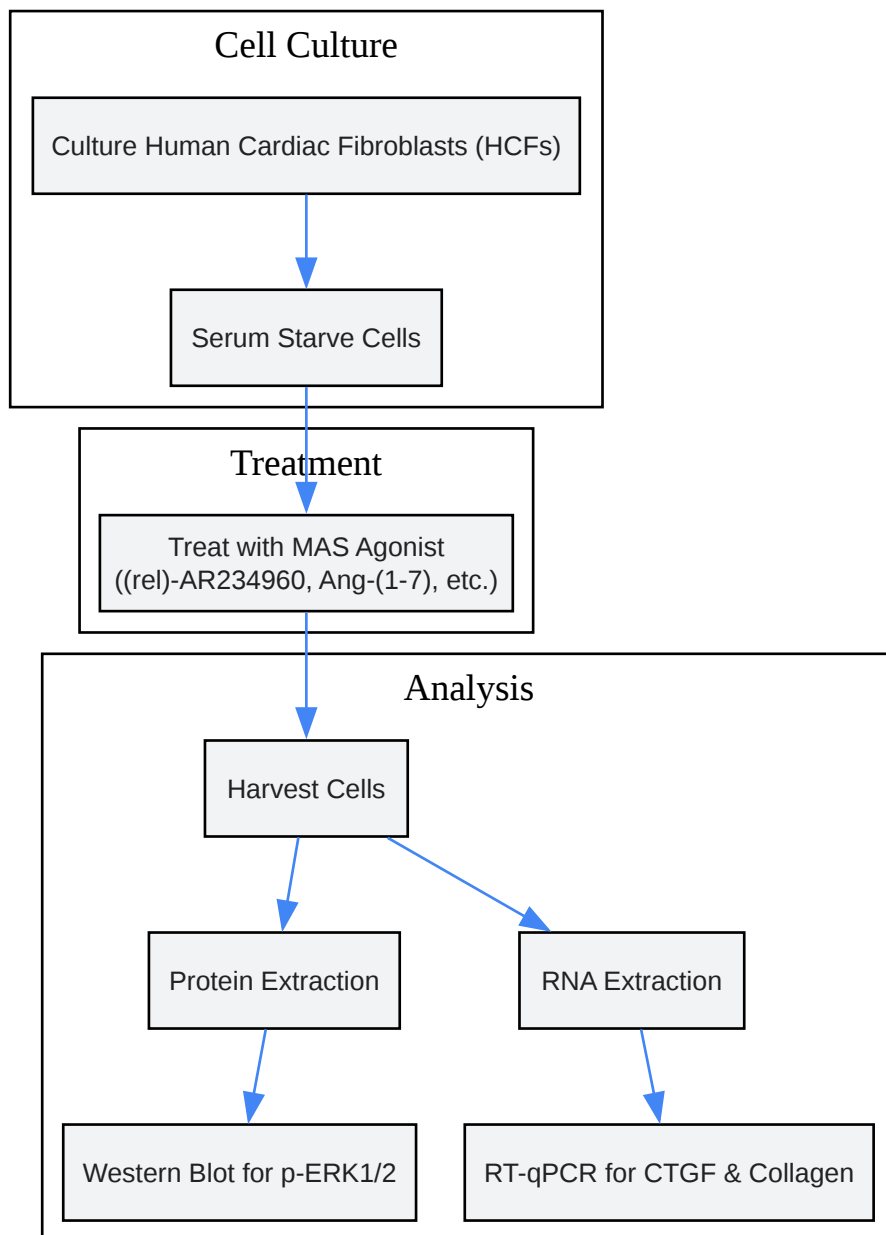 Cell Culture
Culture Human Cardiac Fibroblasts (HCFs)
Serum Starve Cells
Treatment
Treat with MAS Agonist
((rel)-AR234960, Ang-(1-7), etc.)
Analysis
Harvest Cells
Protein Extraction
RNA Extraction
Western Blot for p-ERK1/2
RT-qPCR for CTGF & Collagen